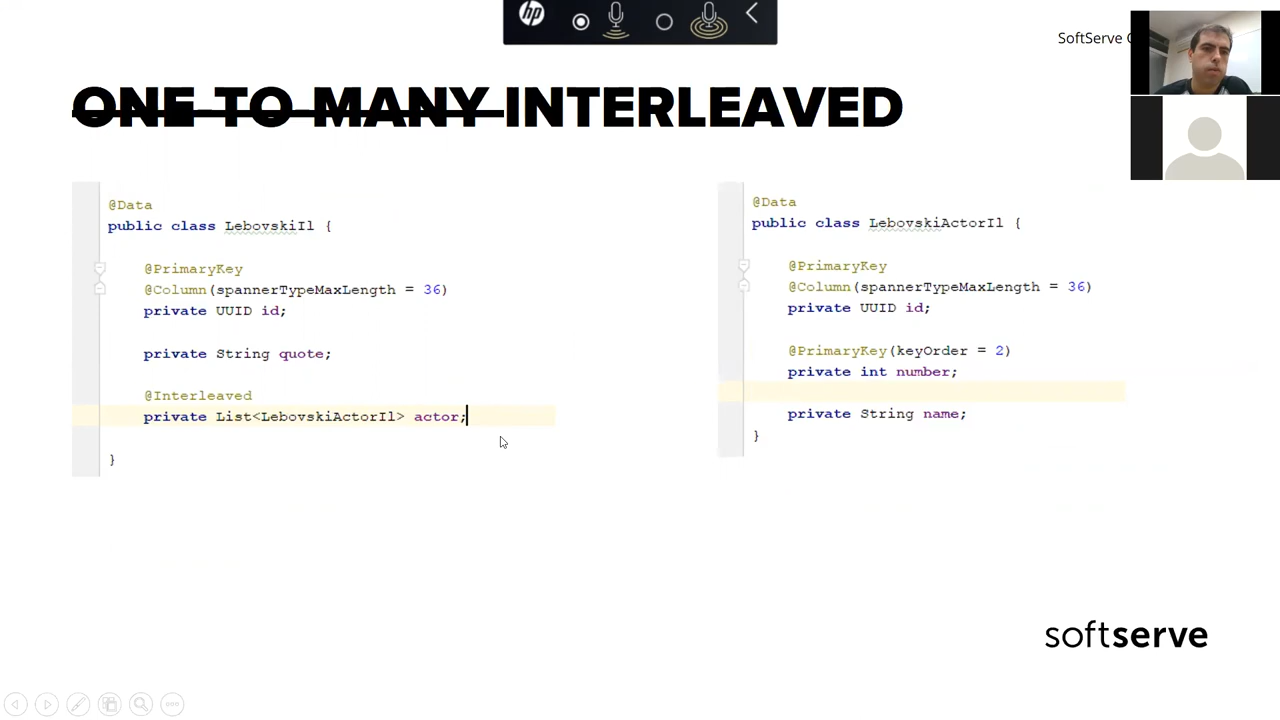 hp
SoftServe
ONE TO MANY INTERLEAVED
@Data
public class LebovskiIl {
@PrimaryKey
@Column(spannerTypeMaxLength = 36)
private UUID id;
private String quote;
@Interleaved
private List<LebovskiActorIl> actor;
}
@Data
public class LebovskiActorIl {
@PrimaryKey
@Column(spannerTypeMaxLength = 36)
private UUID id;
@PrimaryKey(keyOrder = 2)
private int number;
private String name;
}
softserve